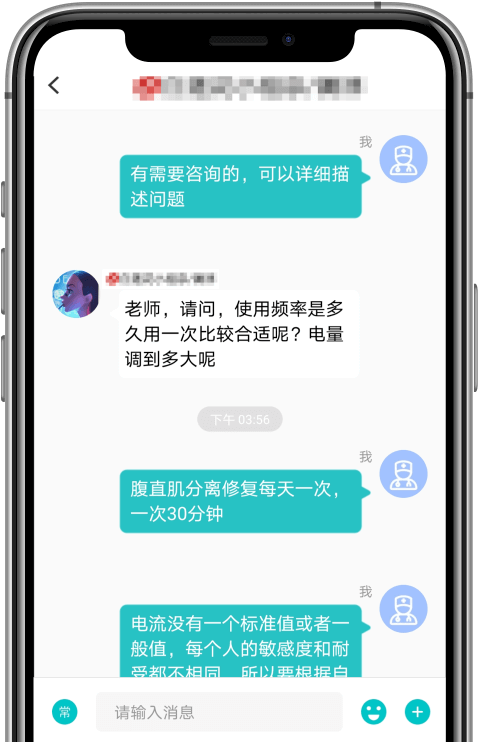 我
有需要咨询的，可以详细描
述问题
老师，请问，使用频率是多
久用一次比较合适呢？电量
调到多大呢
下午 03:56
我
腹直肌分离修复每天一次，
一次30分钟
我
电流没有一个标准值或者一
般值，每个人的敏感度和耐
受都不相同，所以要根据自
常
请输入消息